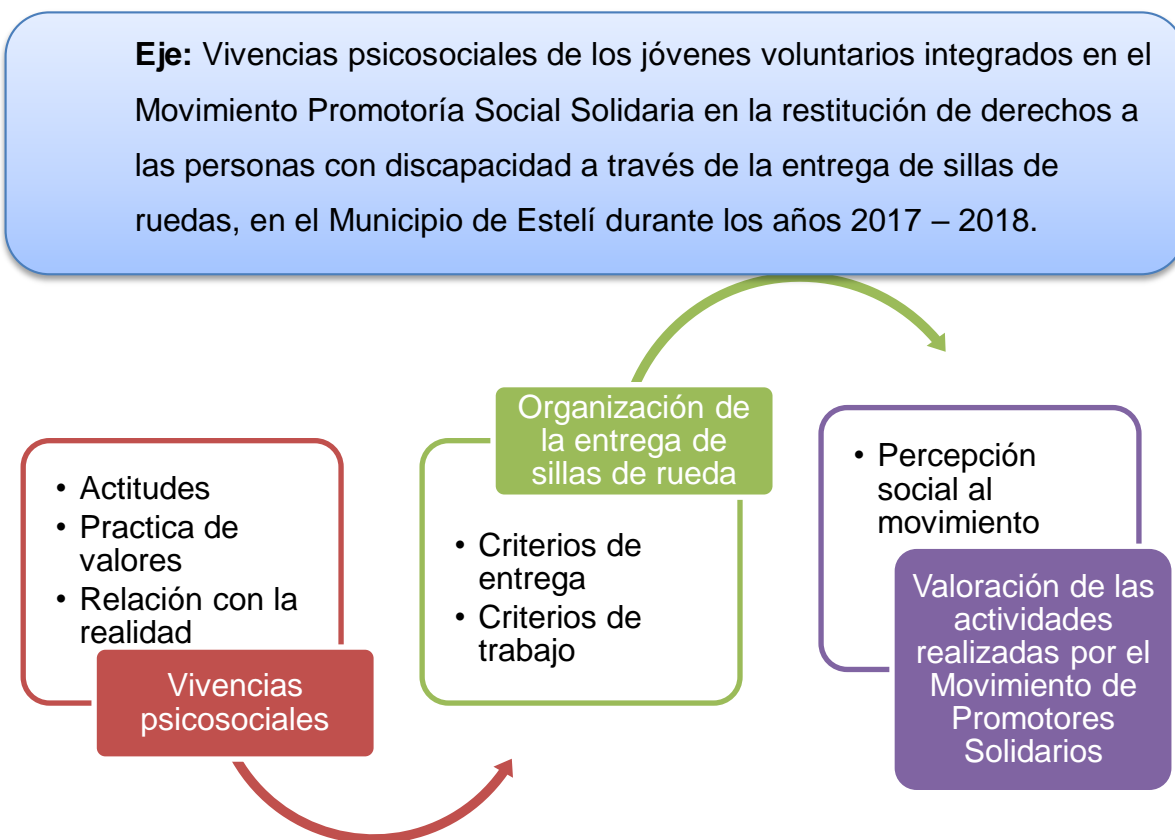 Eje: Vivencias psicosociales de los jóvenes voluntarios integrados en el
Movimiento Promotoría Social Solidaria en la restitución de derechos a
las personas con discapacidad a través de la entrega de sillas de
ruedas, en el Municipio de Estelí durante los años 2017 – 2018.
• Actitudes
• Practica de
valores
• Relación con la
realidad
Vivencias
psicosociales
Organización de
la entrega de
sillas de rueda
• Criterios de
entrega
• Criterios de
trabajo
• Percepción
social al
movimiento
Valoración de las
actividades
realizadas por el
Movimiento de
Promotores
Solidarios